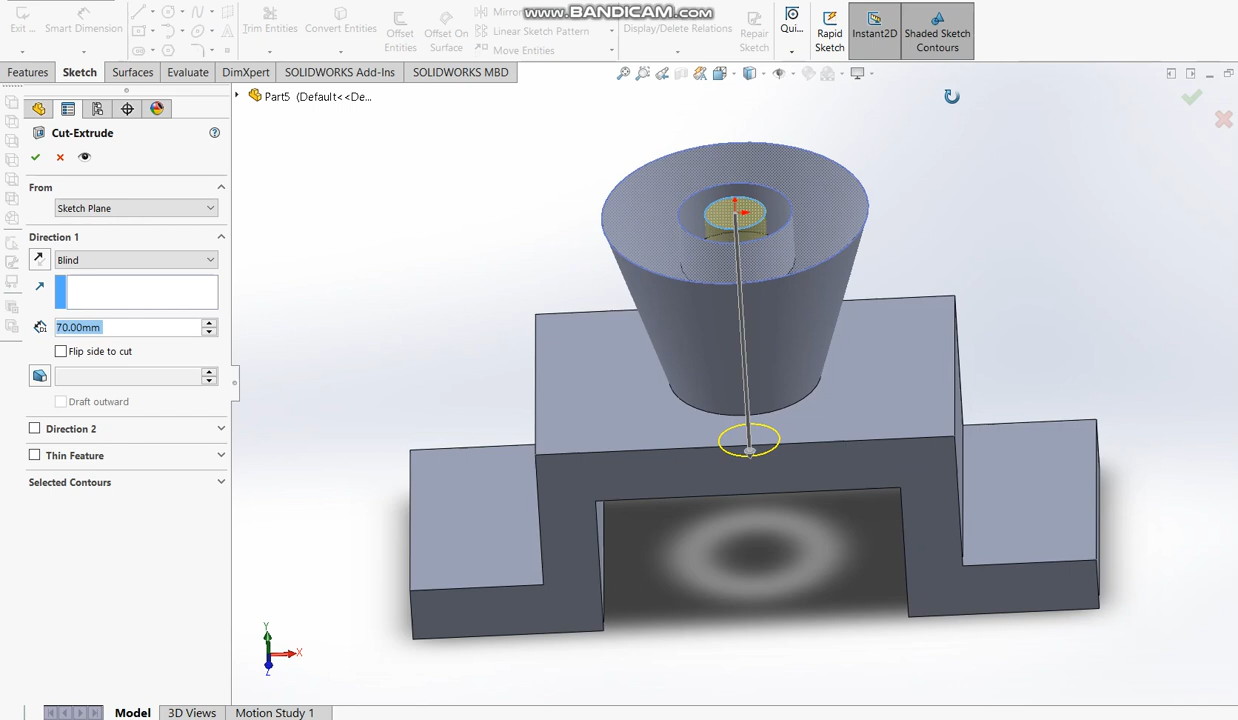 www.BANDICAM.com
Exit ...
Smart Dimension
Trim Entities
Convert Entities
Offset Entities
Offset On Surface
Mirror
Linear Sketch Pattern
Move Entities
Display/Delete Relations
Repair Sketch
Qui...
Rapid Sketch
Instant2D
Shaded Sketch Contours
Features
Sketch
Surfaces
Evaluate
DimXpert
SOLIDWORKS Add-Ins
SOLIDWORKS MBD
Part5 (Default<<De...
Cut-Extrude
From
Sketch Plane
Direction 1
Blind
70.00mm
Flip side to cut
Draft outward
Direction 2
Thin Feature
Selected Contours
Y
X
Z
Model
3D Views
Motion Study 1